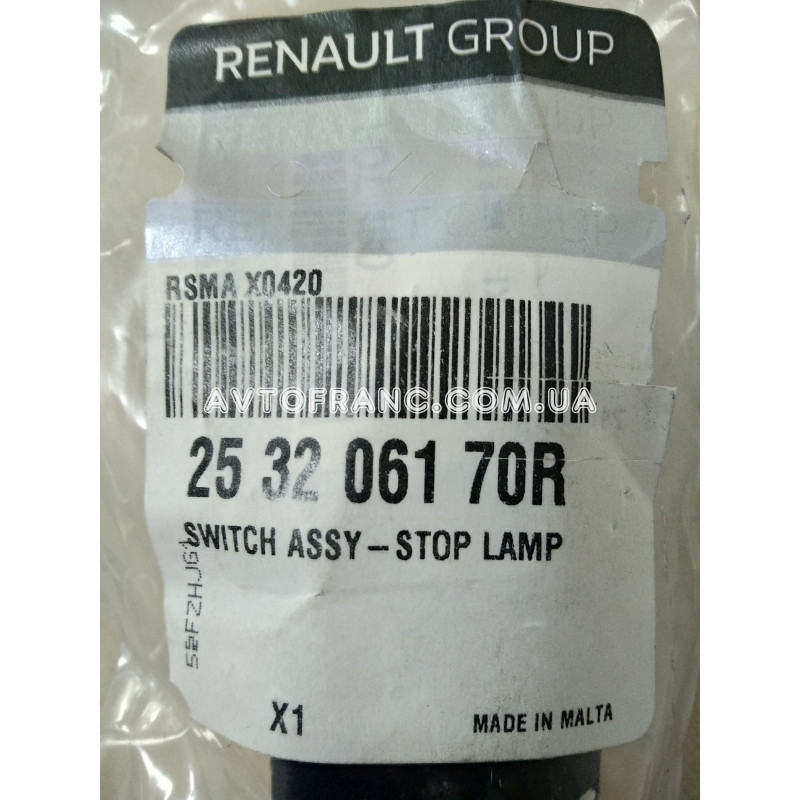 RENAULT GROUP
RSMA X0420
AVTOFRANC.COM.UA
25 32 061 70R
SWITCH ASSY – STOP LAMP
X1
MADE IN MALTA